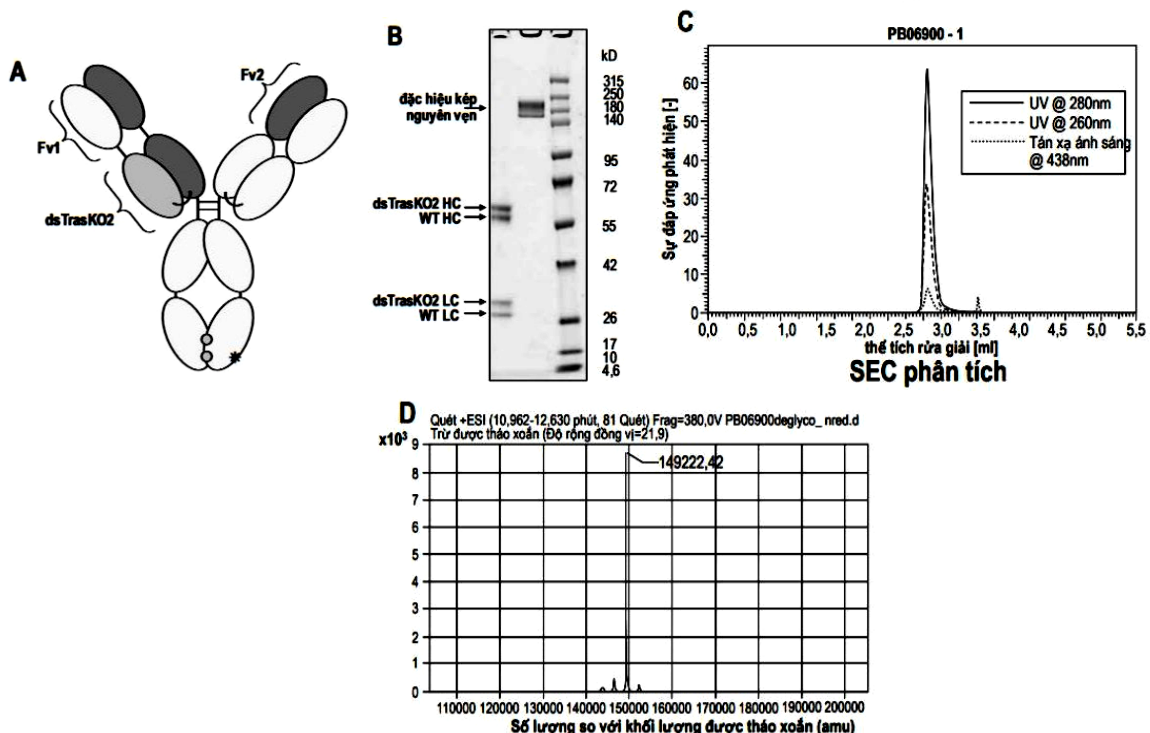 A
Fv1
Fv2
dsTrasKO2
B
kD
đặc hiệu kép
nguyên vẹn
dsTrasKO2 HC
WT HC
dsTrasKO2 LC
WT LC
315
250
180
140
95
72
55
42
26
17
10
4,6
C
PB06900 - 1
Sự đáp ứng phát hiện [-]
60
50
40
30
20
10
0
UV @ 280nm
UV @ 260nm
Tán xạ ánh sáng
@ 438nm
0,0 0,5 1,0 1,5 2,0 2,5 3,0 3,5 4,0 4,5 5,0 5,5
thể tích rửa giải [ml]
SEC phân tích
D
Quét +ESI (10,962-12,630 phút, 81 Quét) Frag=380,0V PB06900deglyco_ nred.d
Trừ được tháo xoắn (Độ rộng đồng vị=21,9)
x10³
9
8
7
6
5
4
3
2
1
0
149222,42
110000 120000 130000 140000 150000 160000 170000 180000 190000 200000
Số lượng so với khối lượng được tháo xoắn (amu)